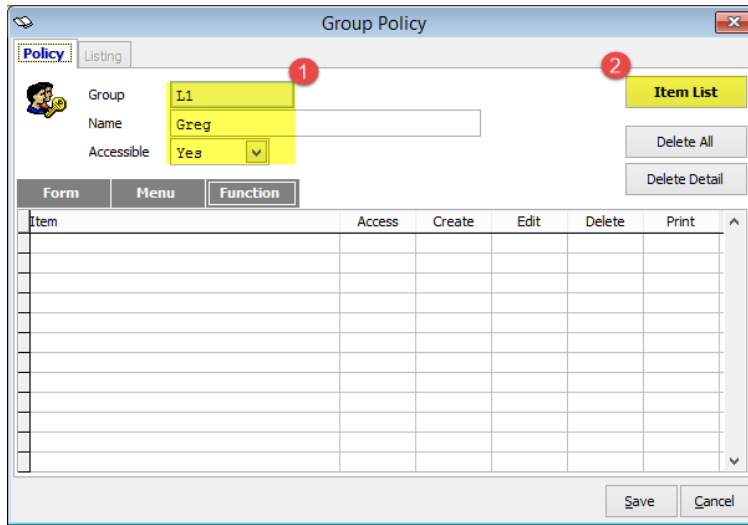 Group Policy
Policy Listing
1
2
Group L1 Item List
Name Greg
Delete All
Accessible Yes
Delete Detail
Form Menu Function
Item Access Create Edit Delete Print
Save Cancel